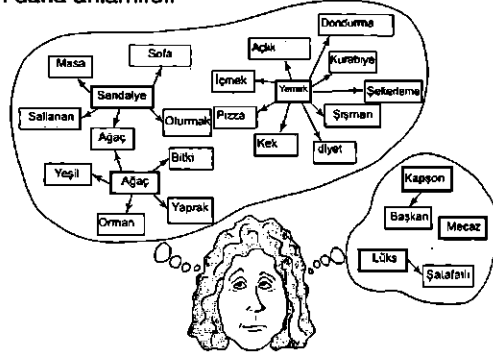 Dondurma
Sofa
Açlık
Masa
Kurabiye
İçmek
Yemek
Sandalye
Şekerleme
Sallanan
Oturmak
Pizza
Şişman
Ağaç
Kek
diyet
Bitki
Yeşil
Ağaç
Kapşon
Yaprak
Başkan
Orman
Mecaz
Lüks
Şatafatlı